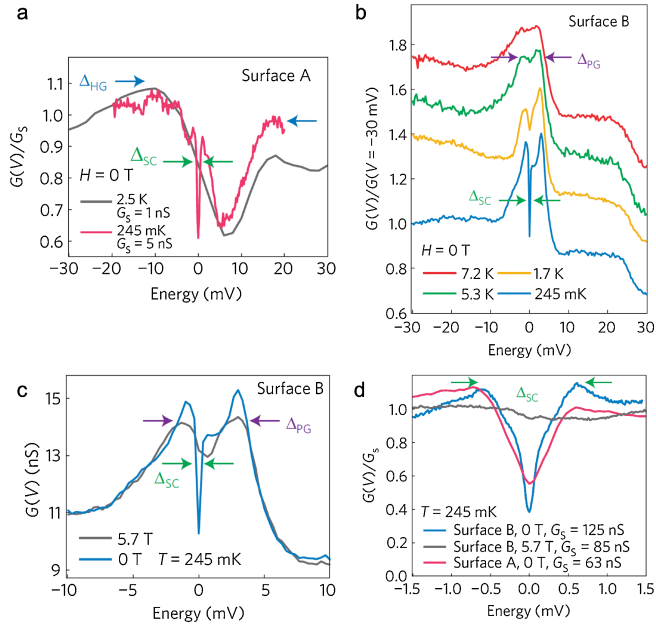 a
Surface A
Δ_HG
Δ_SC
H = 0 T
2.5 K
G_s = 1 nS
245 mK
G_s = 5 nS
G(V)/G_S
1.1
1.0
0.9
0.8
0.7
0.6
-30 -20 -10 0 10 20 30
Energy (mV)
b
Surface B
Δ_PG
Δ_SC
H = 0 T
7.2 K 1.7 K
5.3 K 245 mK
G(V)/G(V = −30 mV)
1.8
1.6
1.4
1.2
1.0
0.8
0.6
-30 -20 -10 0 10 20 30
Energy (mV)
c
Surface B
Δ_PG
Δ_SC
5.7 T
0 T T = 245 mK
G(V) (nS)
15
13
11
9
-10 -5 0 5 10
Energy (mV)
d
Δ_SC
T = 245 mK
Surface B, 0 T, G_s = 125 nS
Surface B, 5.7 T, G_s = 85 nS
Surface A, 0 T, G_s = 63 nS
G(V)/G_s
1.0
0.8
0.6
0.4
0.2
0.0
-1.5 -1.0 -0.5 0.0 0.5 1.0 1.5
Energy (mV)